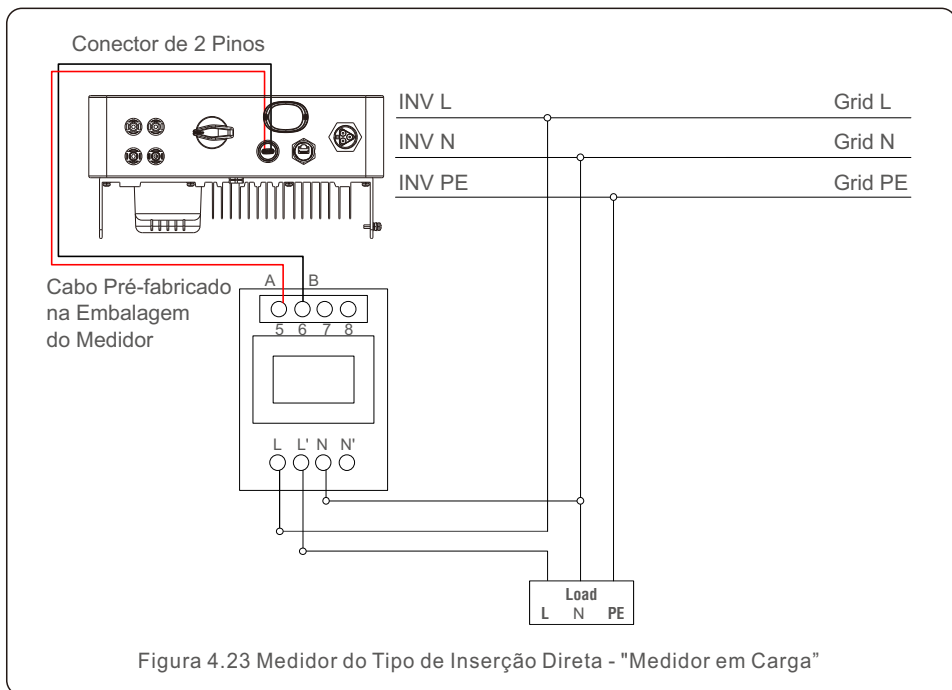 Conector de 2 Pinos
INV L Grid L
INV N Grid N
INV PE Grid PE
Cabo Pré-fabricado
na Embalagem
do Medidor
A B
5 6 7 8
L L' N N'
Load
L N PE
Figura 4.23 Medidor do Tipo de Inserção Direta - "Medidor em Carga”